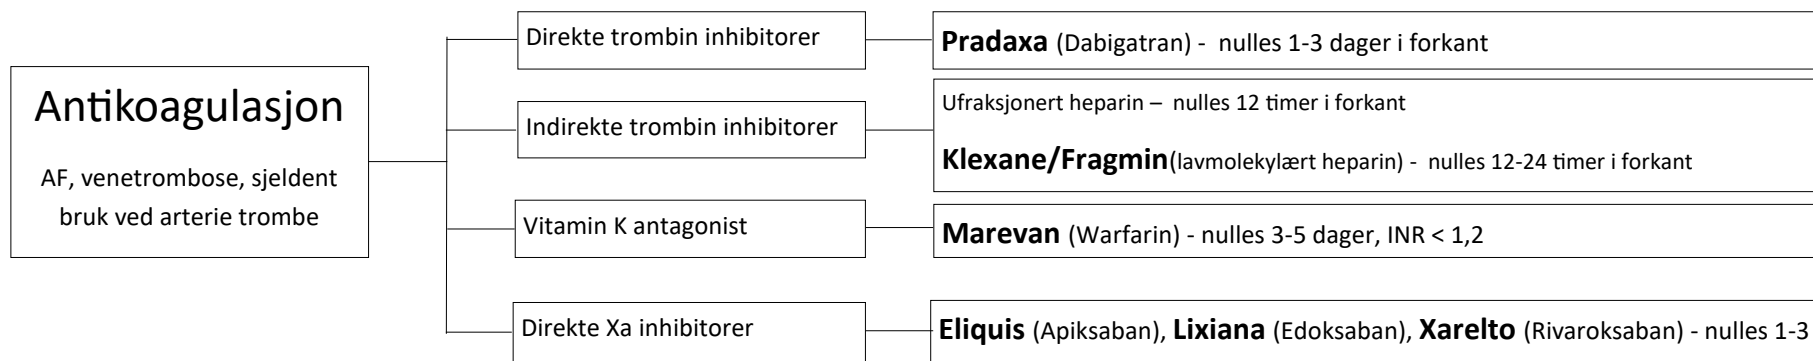 Antikoagulasjon
AF, venetrombose, sjeldent
bruk ved arterie trombe
Direkte trombin inhibitorer
Pradaxa (Dabigatran) - nulles 1-3 dager i forkant
Indirekte trombin inhibitorer
Ufraksjonert heparin – nulles 12 timer i forkant
Klexane/Fragmin(lavmolekylært heparin) - nulles 12-24 timer i forkant
Vitamin K antagonist
Marevan (Warfarin) - nulles 3-5 dager, INR < 1,2
Direkte Xa inhibitorer
Eliquis (Apiksaban), Lixiana (Edoksaban), Xarelto (Rivaroksaban) - nulles 1-3